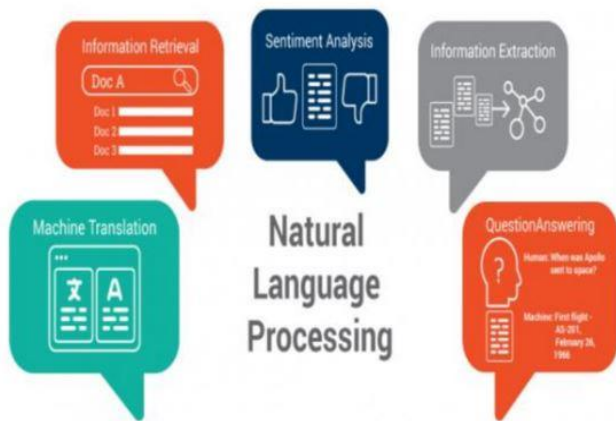 Information Retrieval
Doc A
Doc 1
Doc 2
Doc 3
Sentiment Analysis
Information Extraction
Machine Translation
文 A
Natural
Language
Processing
QuestionAnswering
?
Human: When was Apollo
sent to space?
Machine: First flight -
AS-201,
February 26,
1966